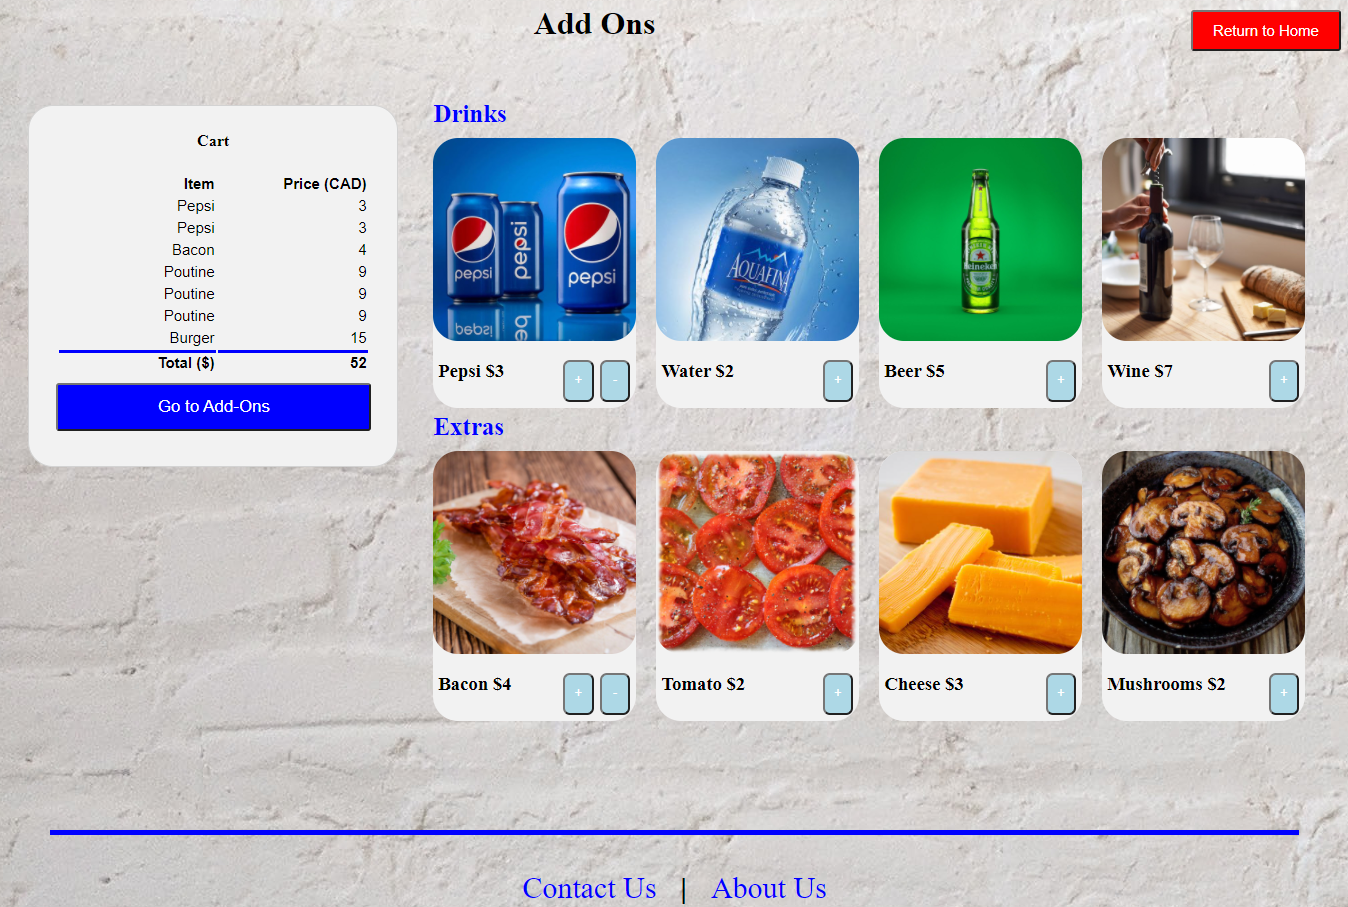 Add Ons
Return to Home
Cart
Item Price (CAD)
Pepsi 3
Pepsi 3
Bacon 4
Poutine 9
Poutine 9
Poutine 9
Burger 15
Total ($) 52
Go to Add-Ons
Drinks
pepsi
pepsi
pepsi
AQUAFINA
Heineken
Pepsi $3
+
-
Water $2
+
Beer $5
+
Wine $7
+
Extras
Bacon $4
+
-
Tomato $2
+
Cheese $3
+
Mushrooms $2
+
Contact Us | About Us